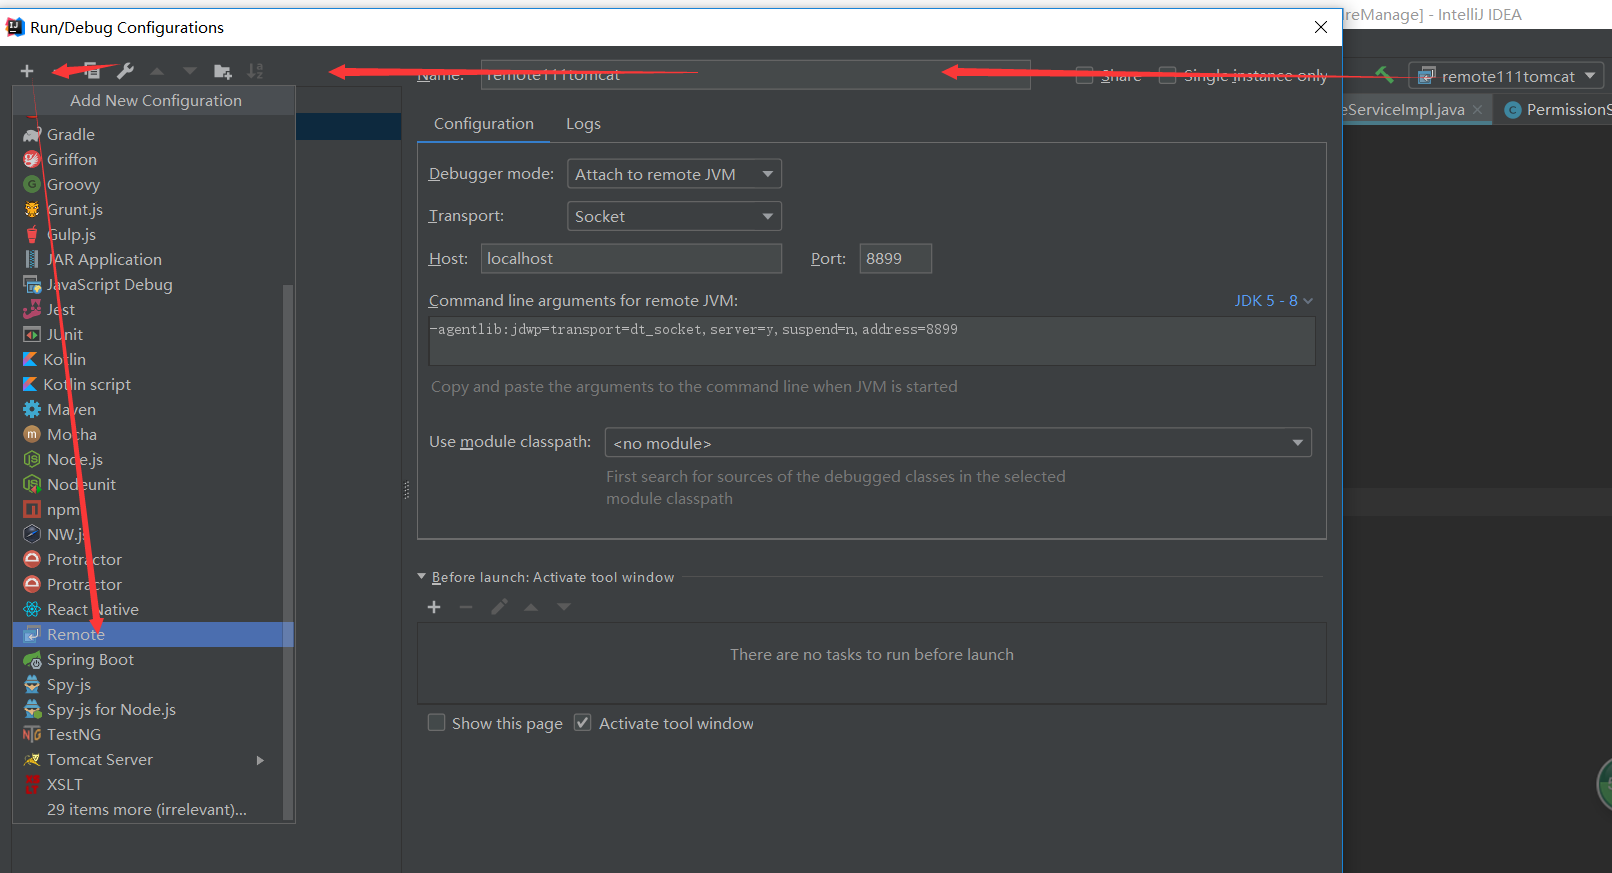 Run/Debug Configurations
reManage] - IntelliJ IDEA
Name: remote111tomcat
Share
Single instance only
remote111tomcat
eServiceImpl.java
PermissionS
Add New Configuration
Gradle
Griffon
Groovy
Grunt.js
Gulp.js
JAR Application
JavaScript Debug
Jest
JUnit
Kotlin
Kotlin script
Maven
Mocha
Node.js
Nodeunit
npm
NW.js
Protractor
Protractor
React Native
Remote
Spring Boot
Spy-js
Spy-js for Node.js
TestNG
Tomcat Server
XSLT
29 items more (irrelevant)...
Configuration
Logs
Debugger mode: Attach to remote JVM
Transport: Socket
Host: localhost
Port: 8899
Command line arguments for remote JVM:
JDK 5 - 8
-agentlib:jdwp=transport=dt_socket,server=y,suspend=n,address=8899
Copy and paste the arguments to the command line when JVM is started
Use module classpath: <no module>
First search for sources of the debugged classes in the selected
module classpath
Before launch: Activate tool window
There are no tasks to run before launch
Show this page
Activate tool window